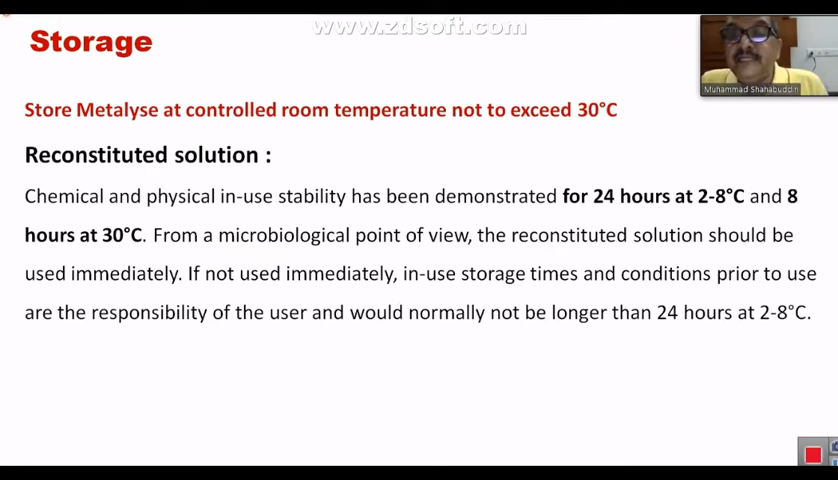 www.zdsoft.com
Storage
Muhammad Shahabuddin
Store Metalyse at controlled room temperature not to exceed 30°C
Reconstituted solution :
Chemical and physical in-use stability has been demonstrated for 24 hours at 2-8°C and 8
hours at 30°C. From a microbiological point of view, the reconstituted solution should be
used immediately. If not used immediately, in-use storage times and conditions prior to use
are the responsibility of the user and would normally not be longer than 24 hours at 2-8°C.